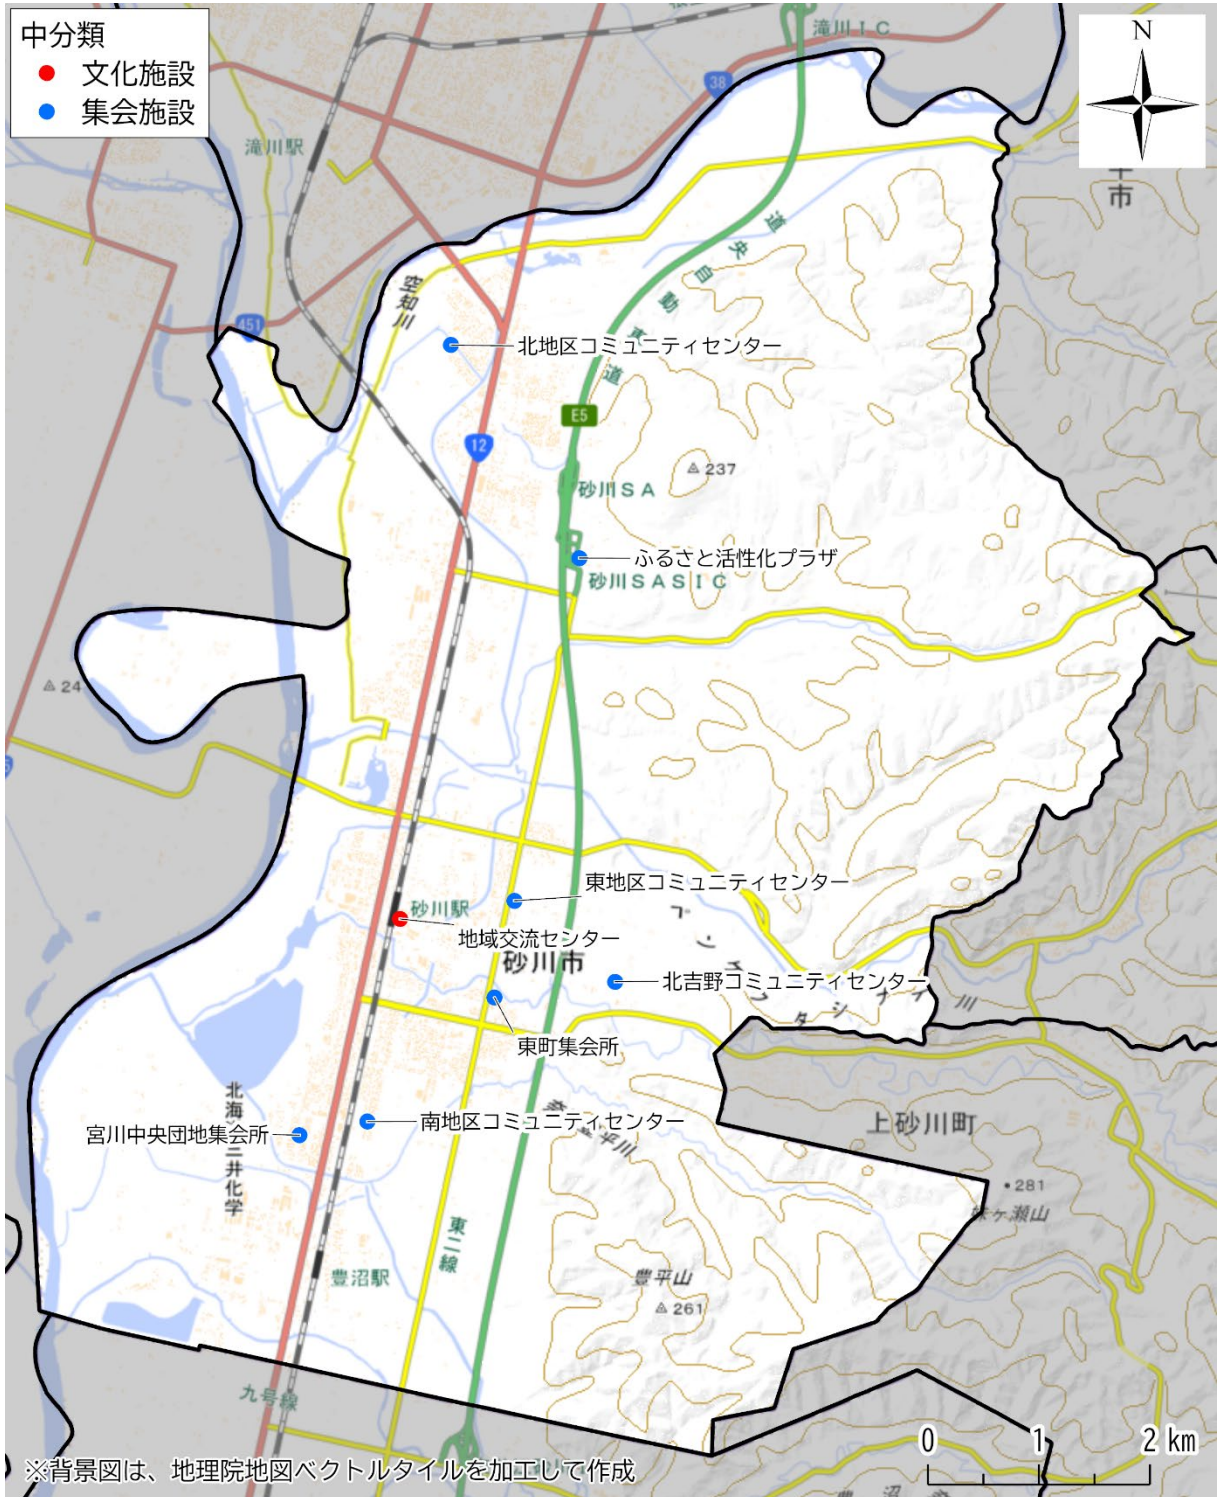 中分類
文化施設
集会施設
N
滝川IC
38
滝川駅
市
道央自動車道
空知川
451
北地区コミュニティセンター
E5
12
237
砂川SA
ふるさと活性化プラザ
砂川SASIC
24
東地区コミュニティセンター
砂川駅
地域交流センター
砂川市
北吉野コミュニティセンター
東町集会所
南地区コミュニティセンター
宮川中央団地集会所
三井化学
上砂川町
281
豊平山
261
東二線
豊沼駅
九号線
0 1 2 km
※背景図は、地理院地図ベクトルタイルを加工して作成